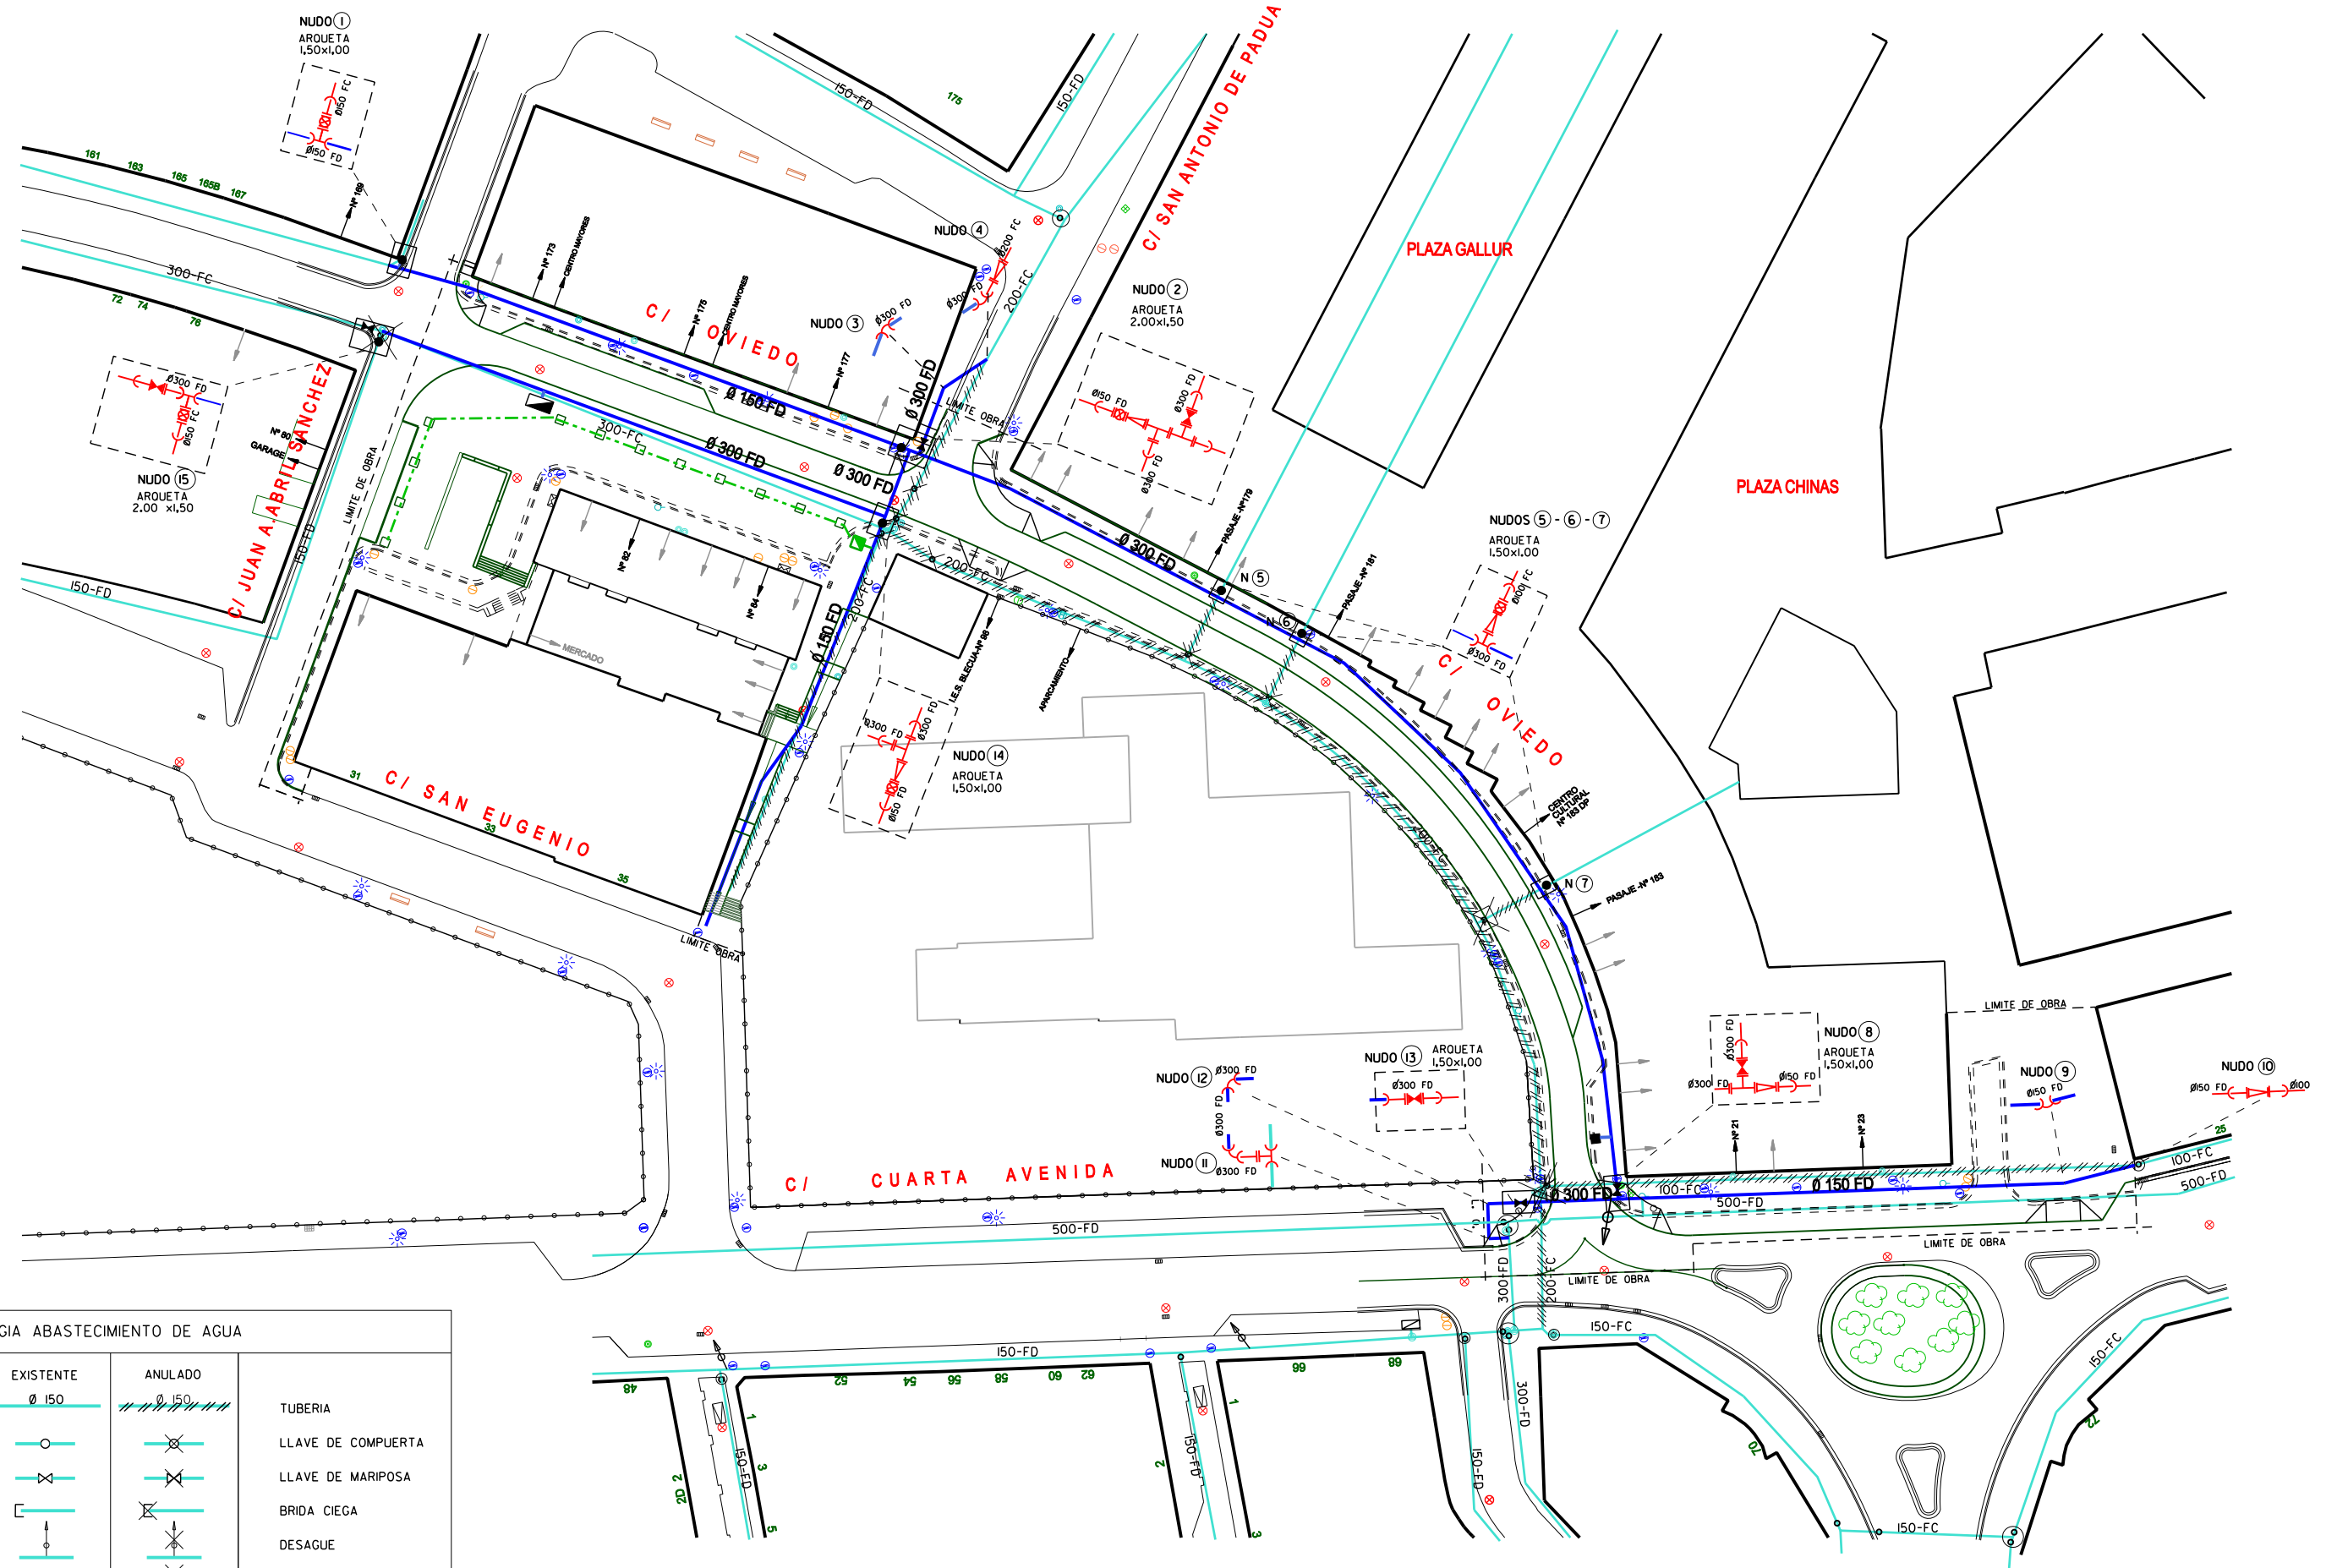 NUDO 1
ARQUETA
1,50x1,00
Ø150 FC
Ø150 FD
161
163
165
165B
167
Nº 169
300-FC
72
74
76
Nº 173
CENTRO MAYORES
Nº 175
CENTRO MAYORES
Nº 177
C/ OVIEDO
Ø 150 FD
150-FD
175
150-FD
C/ SAN ANTONIO DE PADUA
NUDO 4
Ø200 FC
Ø300 FD
200-FC
NUDO 3
Ø300 FD
Ø 300 FD
LIMITE OBRA
NUDO 2
ARQUETA
2.00x1,50
Ø150 FD
Ø300 FD
Ø300 FD
PLAZA GALLUR
PLAZA CHINAS
Ø300 FD
Ø150 FC
NUDO 15
ARQUETA
2.00 x1,50
Nº 80
GARAGE
C/ JUAN A. ABRIL SANCHEZ
LIMITE DE OBRA
150-FD
150-FD
300-FC
Ø 300 FD
Ø 300 FD
Nº 82
Nº 84
MERCADO
Ø 150 FD
200-FC
200-FC
I.E.S. BLECUA-Nº 98
APARCAMIENTO
Ø 300 FD
PASAJE -Nº179
N 5
N 6
PASAJE -Nº 181
NUDOS 5 - 6 - 7
ARQUETA
1.50x1,00
Ø100 FC
Ø300 FD
C/ OVIEDO
CENTRO
CULTURAL
Nº 183 DP
N 7
PASAJE -Nº 183
200-FC
Ø300 FD
Ø300 FD
Ø150 FD
NUDO 14
ARQUETA
1,50x1,00
31
C/ SAN EUGENIO
33
35
LIMITE OBRA
NUDO 12
Ø300 FD
Ø300 FD
NUDO 11
Ø300 FD
NUDO 13
ARQUETA
1,50x1,00
Ø300 FD
NUDO 8
ARQUETA
1,50x1,00
Ø300 FD
Ø300 FD
Ø150 FD
LIMITE DE OBRA
NUDO 9
Ø150 FD
NUDO 10
Ø150 FD
Ø100
Nº 21
Nº 23
25
100-FC
500-FD
C/ CUARTA AVENIDA
Ø 300 FD
100-FC
Ø 150 FD
500-FD
500-FD
LIMITE DE OBRA
LIMITE DE OBRA
300-FD
200-FC
150-FC
150-FC
150-FD
48
52
54
56
58
60
62
66
68
70
72
1
3
5
2D 2
2
1
3
150-FD
150-FD
150-FD
300-FD
150-FC
GIA ABASTECIMIENTO DE AGUA
EXISTENTE
ANULADO
Ø 150
Ø 150
TUBERIA
LLAVE DE COMPUERTA
LLAVE DE MARIPOSA
BRIDA CIEGA
DESAGUE